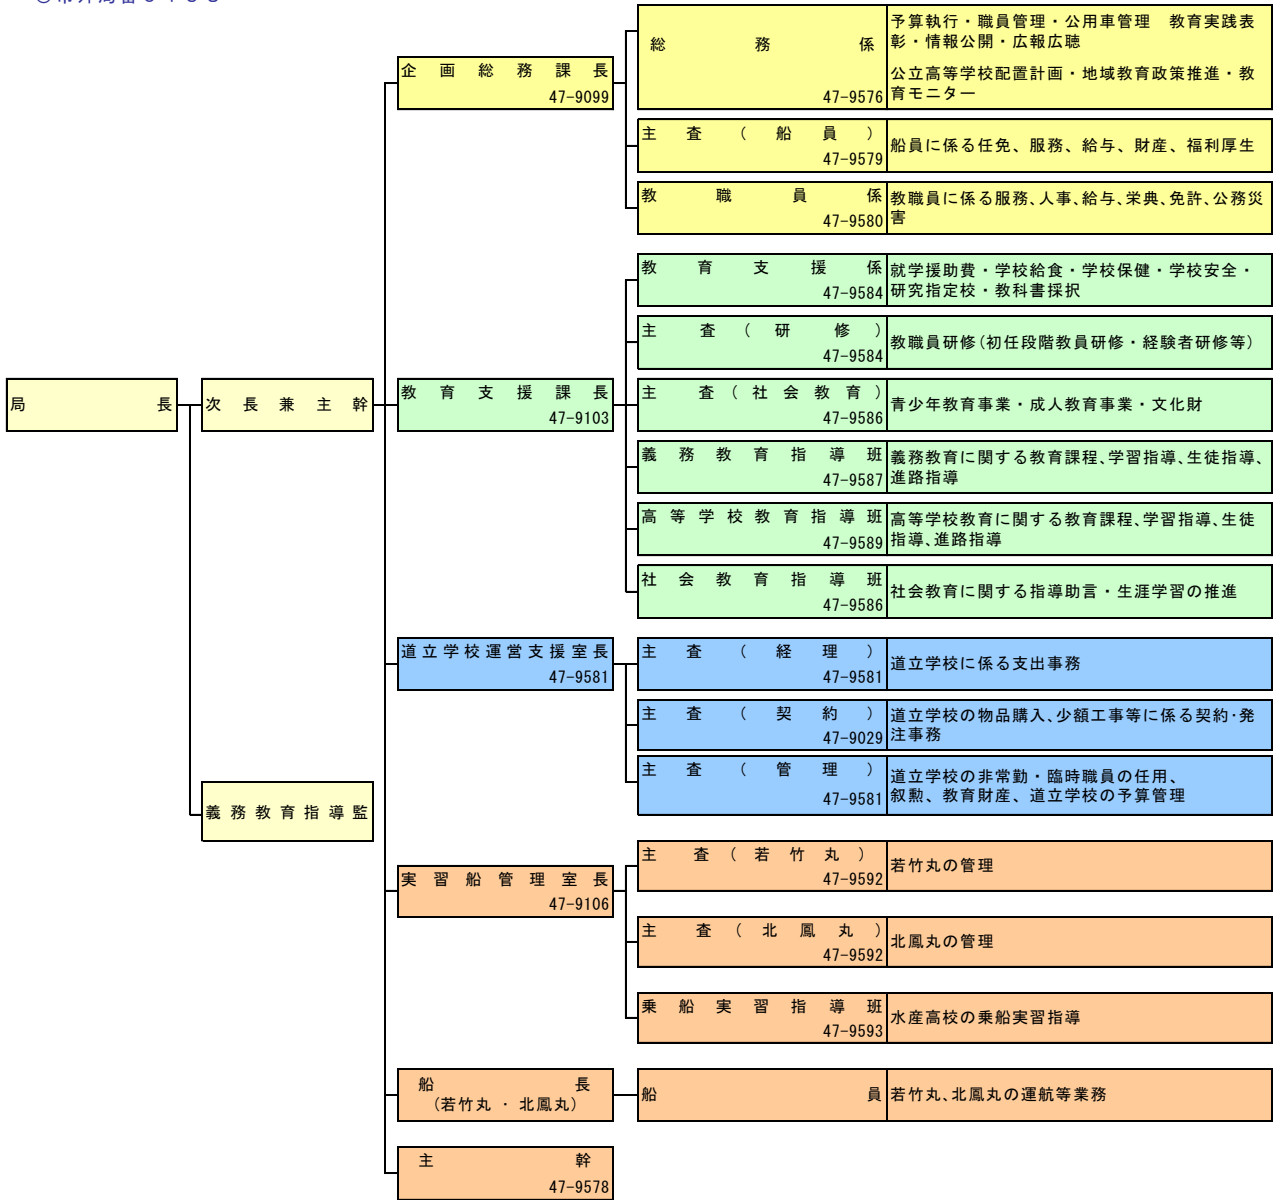 企画総務課長
47-9099
総務係
47-9576
予算執行・職員管理・公用車管理　教育実践表
彰・情報公開・広報広聴
公立高等学校配置計画・地域教育政策推進・教
育モニター
主査（船員）
47-9579
船員に係る任免、服務、給与、財産、福利厚生
教職員係
47-9580
教職員に係る服務、人事、給与、栄典、免許、公務災
害
局長
次長兼主幹
教育支援課長
47-9103
教育支援係
47-9584
就学援助費・学校給食・学校保健・学校安全・
研究指定校・教科書採択
主査（研修）
47-9584
教職員研修(初任段階教員研修・経験者研修等)
主査（社会教育）
47-9586
青少年教育事業・成人教育事業・文化財
義務教育指導班
47-9587
義務教育に関する教育課程、学習指導、生徒指導、
進路指導
高等学校教育指導班
47-9589
高等学校教育に関する教育課程、学習指導、生徒
指導、進路指導
社会教育指導班
47-9586
社会教育に関する指導助言・生涯学習の推進
道立学校運営支援室長
47-9581
主査（経理）
47-9581
道立学校に係る支出事務
主査（契約）
47-9029
道立学校の物品購入、少額工事等に係る契約・発
注事務
主査（管理）
47-9581
道立学校の非常勤・臨時職員の任用、
叙勲、教育財産、道立学校の予算管理
義務教育指導監
実習船管理室長
47-9106
主査（若竹丸）
47-9592
若竹丸の管理
主査（北鳳丸）
47-9592
北鳳丸の管理
乗船実習指導班
47-9593
水産高校の乗船実習指導
船長
(若竹丸・北鳳丸)
船員
若竹丸、北鳳丸の運航等業務
主幹
47-9578